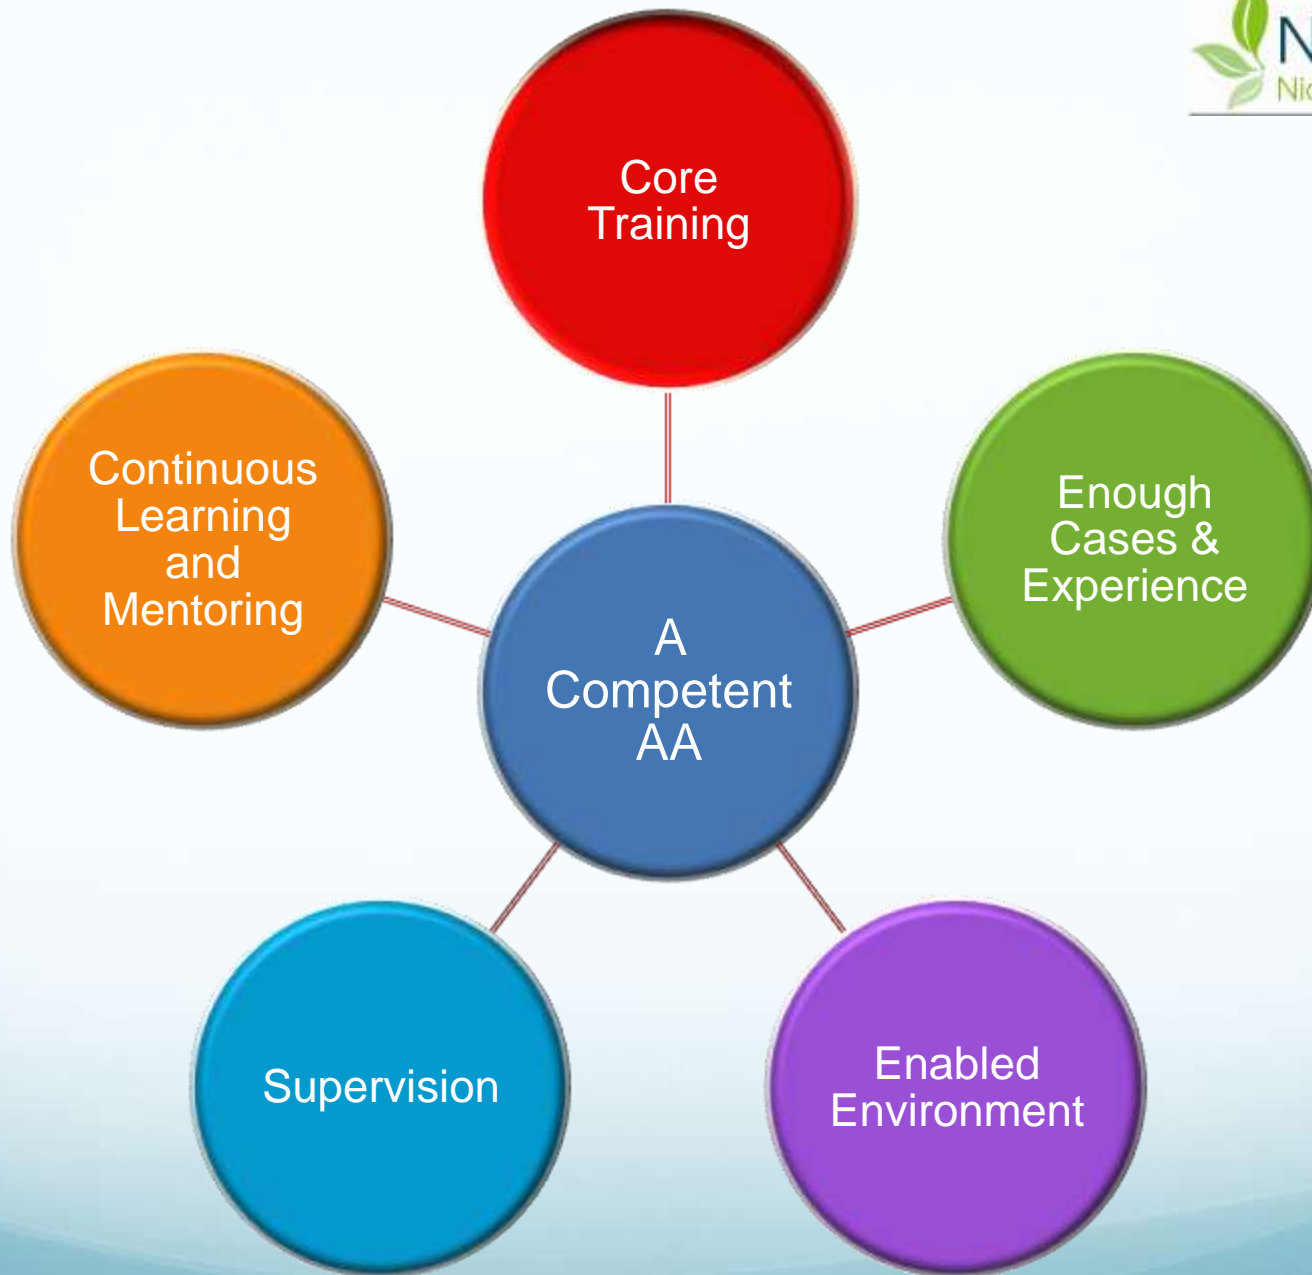 Core
Training
Continuous
Learning
and
Mentoring
Enough
Cases &
Experience
A
Competent
AA
Supervision
Enabled
Environment